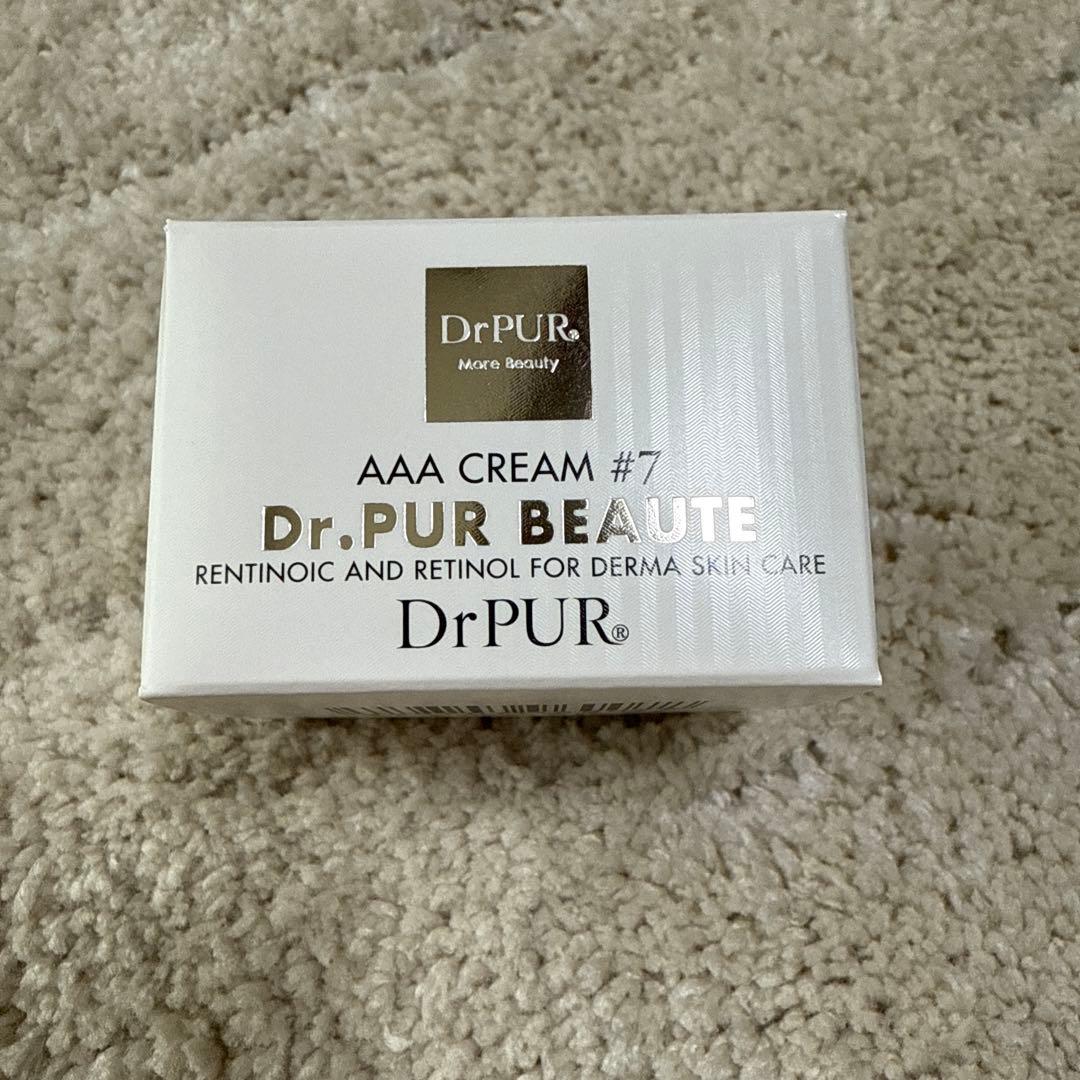 DrPUR®
More Beauty
AAA CREAM #7
Dr.PUR BEAUTE
RENTINOIC AND RETINOL FOR DERMA SKIN CARE
DrPUR®